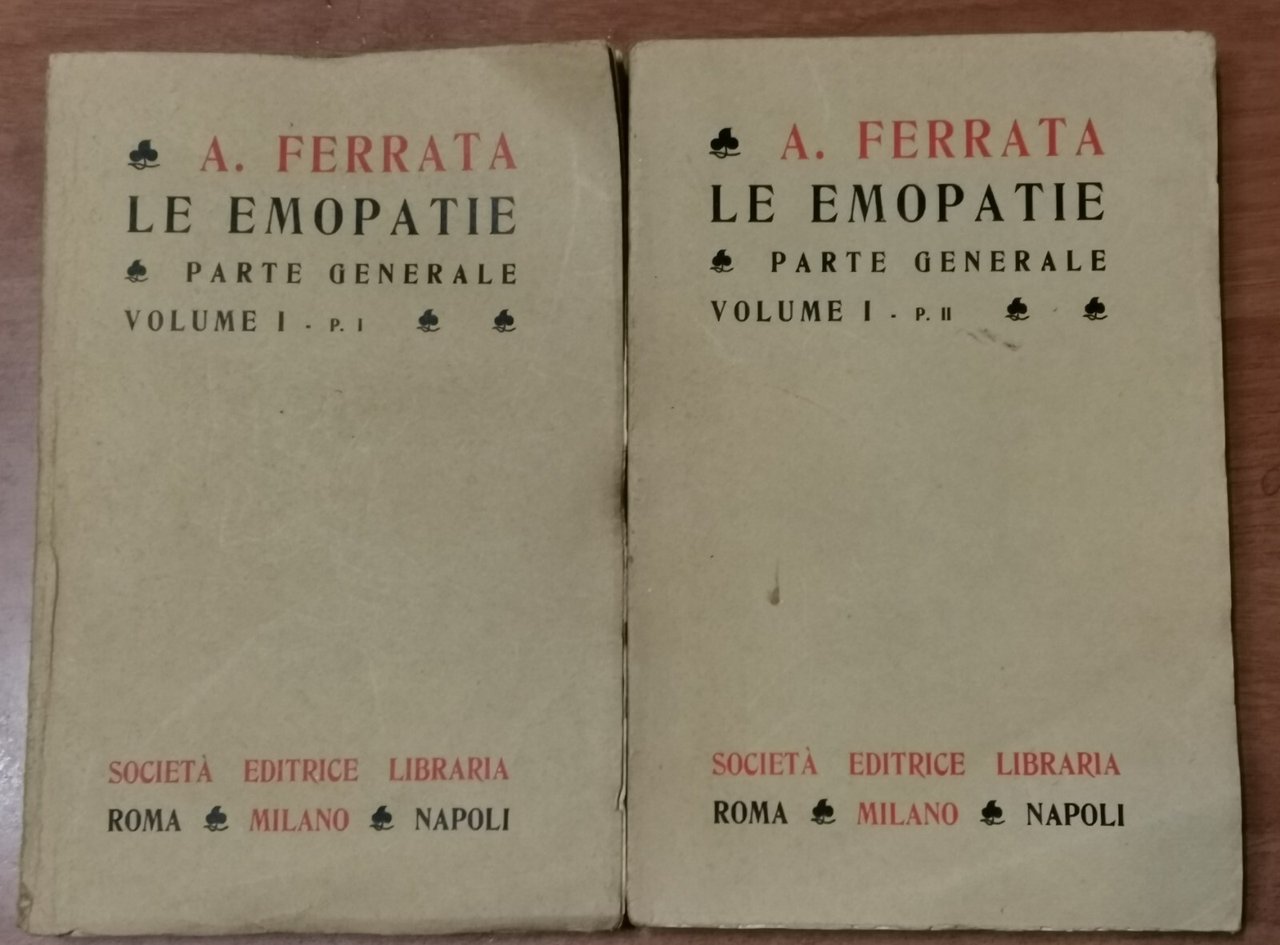 A. FERRATA
LE EMOPATIE
PARTE GENERALE
VOLUME I - P. I
SOCIETÀ EDITRICE LIBRARIA
ROMA MILANO NAPOLI
A. FERRATA
LE EMOPATIE
PARTE GENERALE
VOLUME I - P. II
SOCIETÀ EDITRICE LIBRARIA
ROMA MILANO NAPOLI